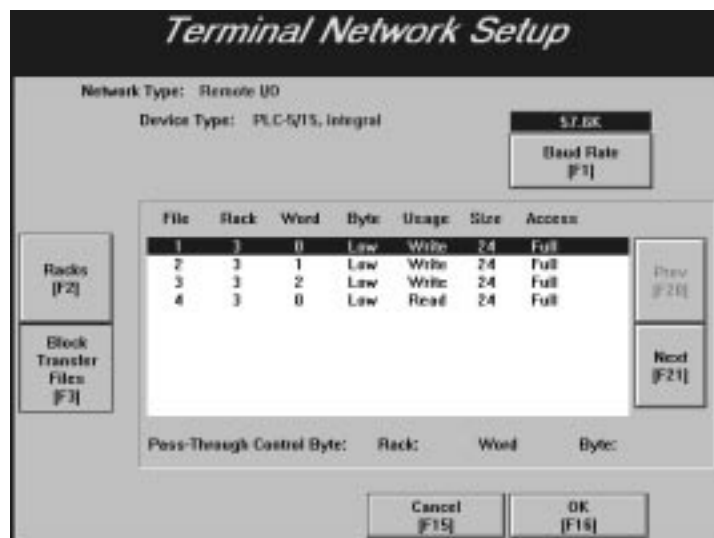 Terminal Network Setup
Network Type: Remote I/O
Device Type: PLC-5/15, Integral
57.6K
Baud Rate
[F1]
File Rack Word Byte Usage Size Access
1 3 0 Low Write 24 Full
2 3 1 Low Write 24 Full
3 3 2 Low Write 24 Full
4 3 0 Low Read 24 Full
Racks
[F2]
Prev
[F20]
Block
Transfer
Files
[F3]
Next
[F21]
Pass-Through Control Byte: Rack: Word Byte:
Cancel
[F15]
OK
[F16]